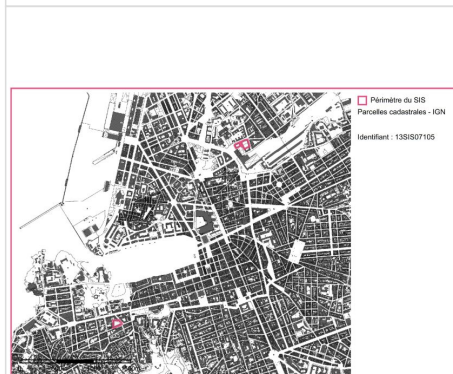 Périmètre du SIS
Parcelles cadastrales - IGN
Identifiant : 13SIS07105